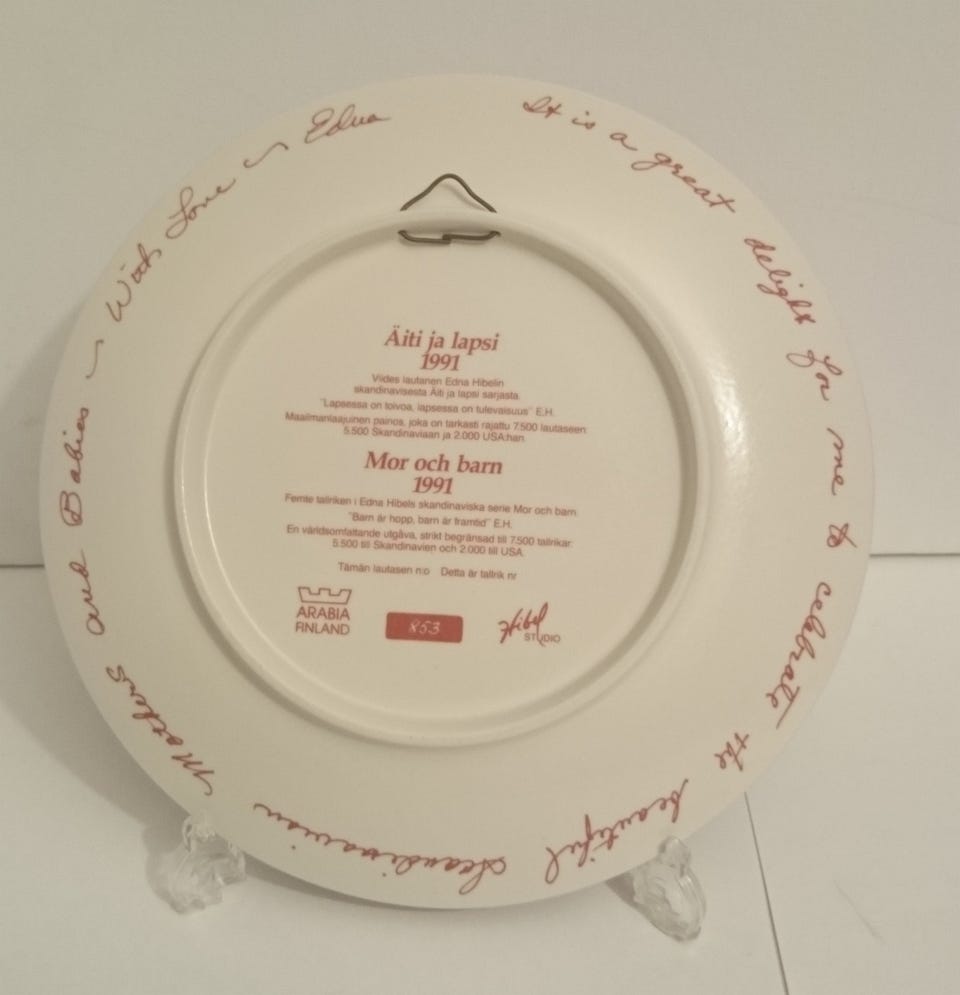 It is a great delight for me to celebrate the beautiful Scandinavian Mothers and Babies ~ With Love ~ Edna
Äiti ja lapsi
1991
Viides lautanen Edna Hibelin
skandinavisesta Äiti ja lapsi sarjasta.
"Lapsessa on toivoa, lapsessa on tulevaisuus" E.H.
Maailmanlaajuinen painos, joka on tarkasti rajattu 7.500 lautaseen:
5.500 Skandinaviaan ja 2.000 USA:han.
Mor och barn
1991
Femte tallriken i Edna Hibels skandinaviska serie Mor och barn.
"Barn är hopp, barn är framtid" E.H.
En världsomfattande utgåva, strikt begränsad till 7.500 tallrikar:
5.500 till Skandinavien och 2.000 till USA.
Tämän lautasen n:o Detta är tallrik nr
ARABIA
FINLAND
853
Hibel
STUDIO